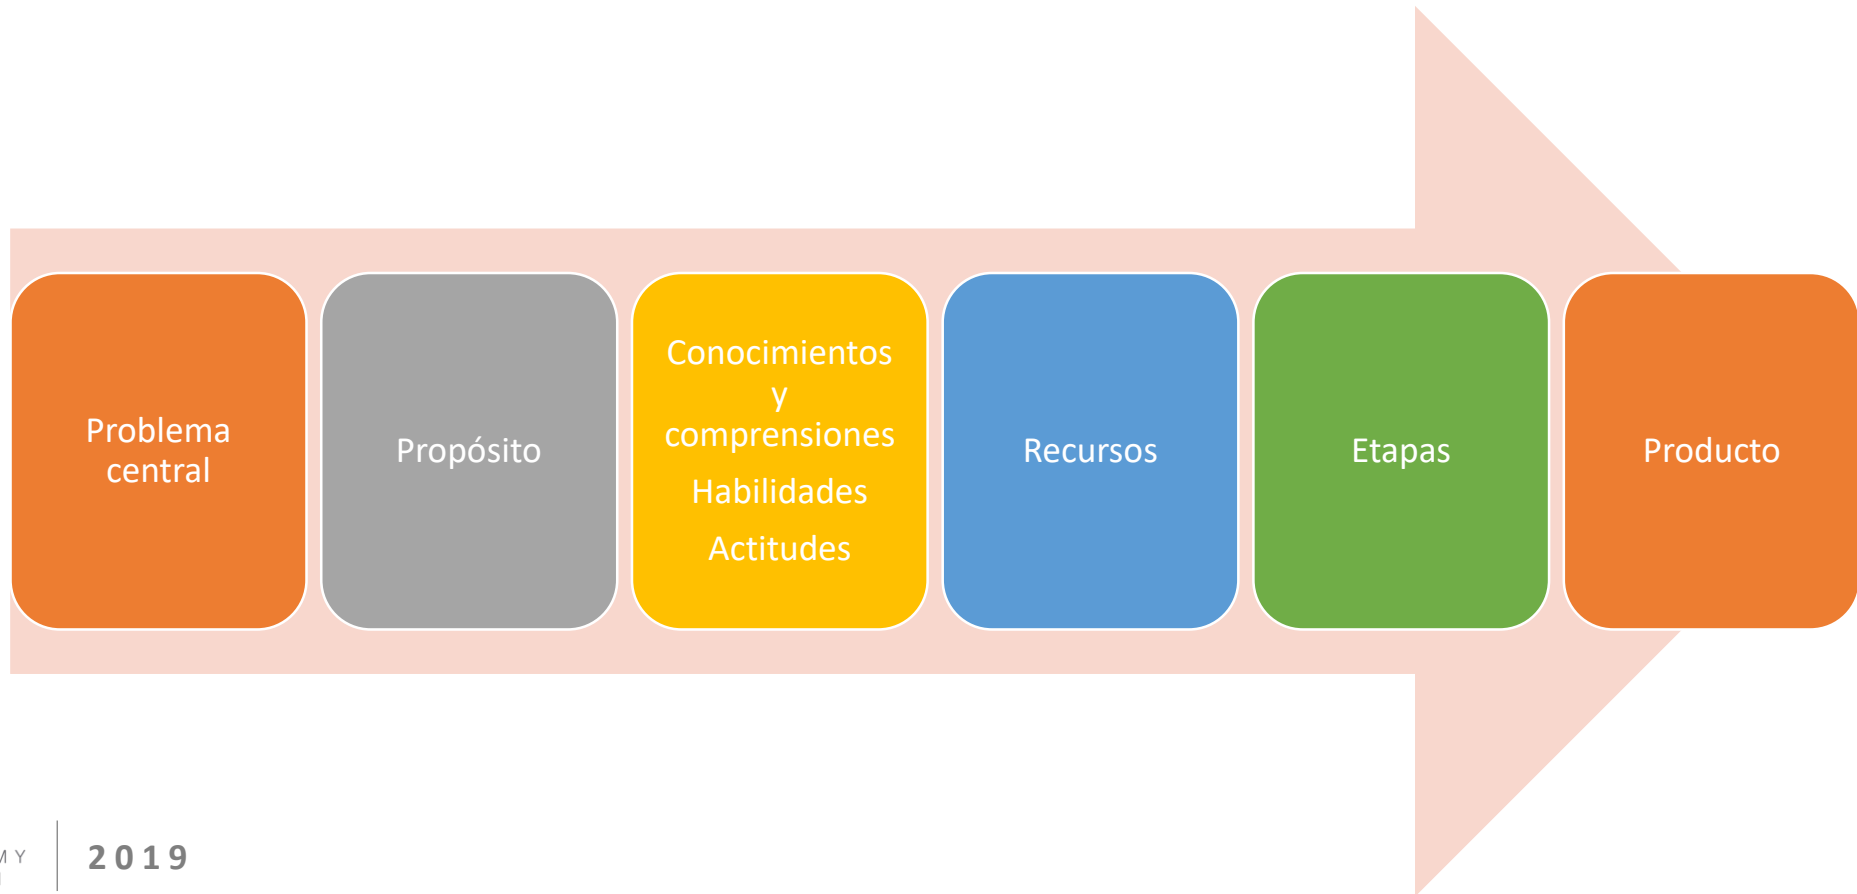 Problema
central
Propósito
Conocimientos
y
comprensiones
Habilidades
Actitudes
Recursos
Etapas
Producto
2019